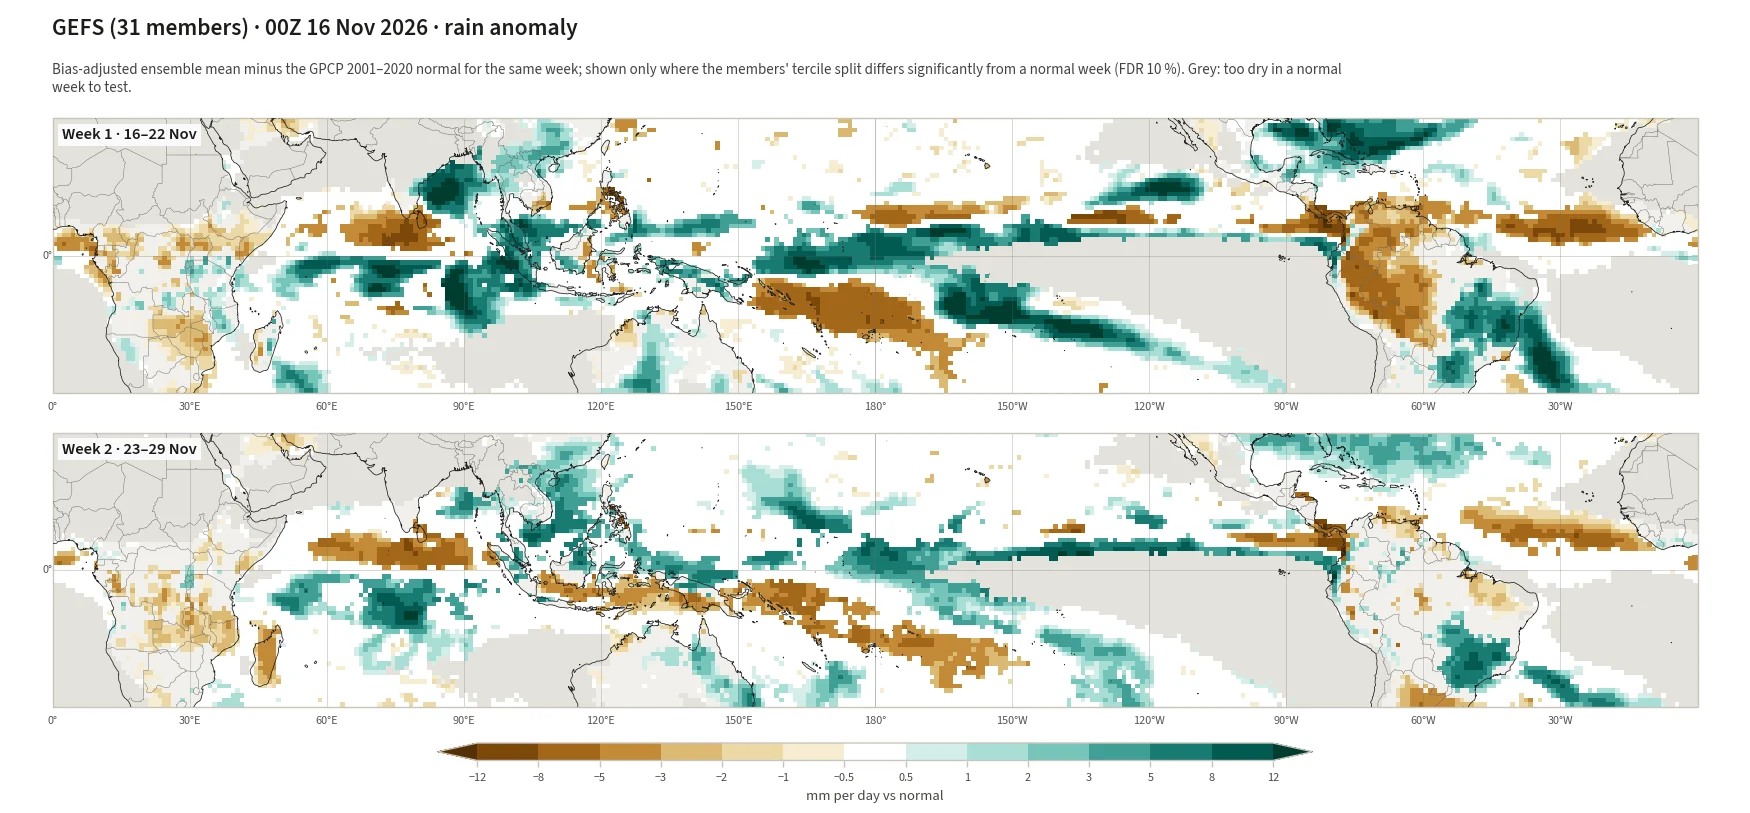 GEFS (31 members) · 00Z 16 Nov 2026 · rain anomaly
Bias-adjusted ensemble mean minus the GPCP 2001–2020 normal for the same week; shown only where the members' tercile split differs significantly from a normal week (FDR 10 %). Grey: too dry in a normal
week to test.
Week 1 · 16–22 Nov
0°
0° 30°E 60°E 90°E 120°E 150°E 180° 150°W 120°W 90°W 60°W 30°W
Week 2 · 23–29 Nov
0°
0° 30°E 60°E 90°E 120°E 150°E 180° 150°W 120°W 90°W 60°W 30°W
−12 −8 −5 −3 −2 −1 −0.5 0.5 1 2 3 5 8 12
mm per day vs normal